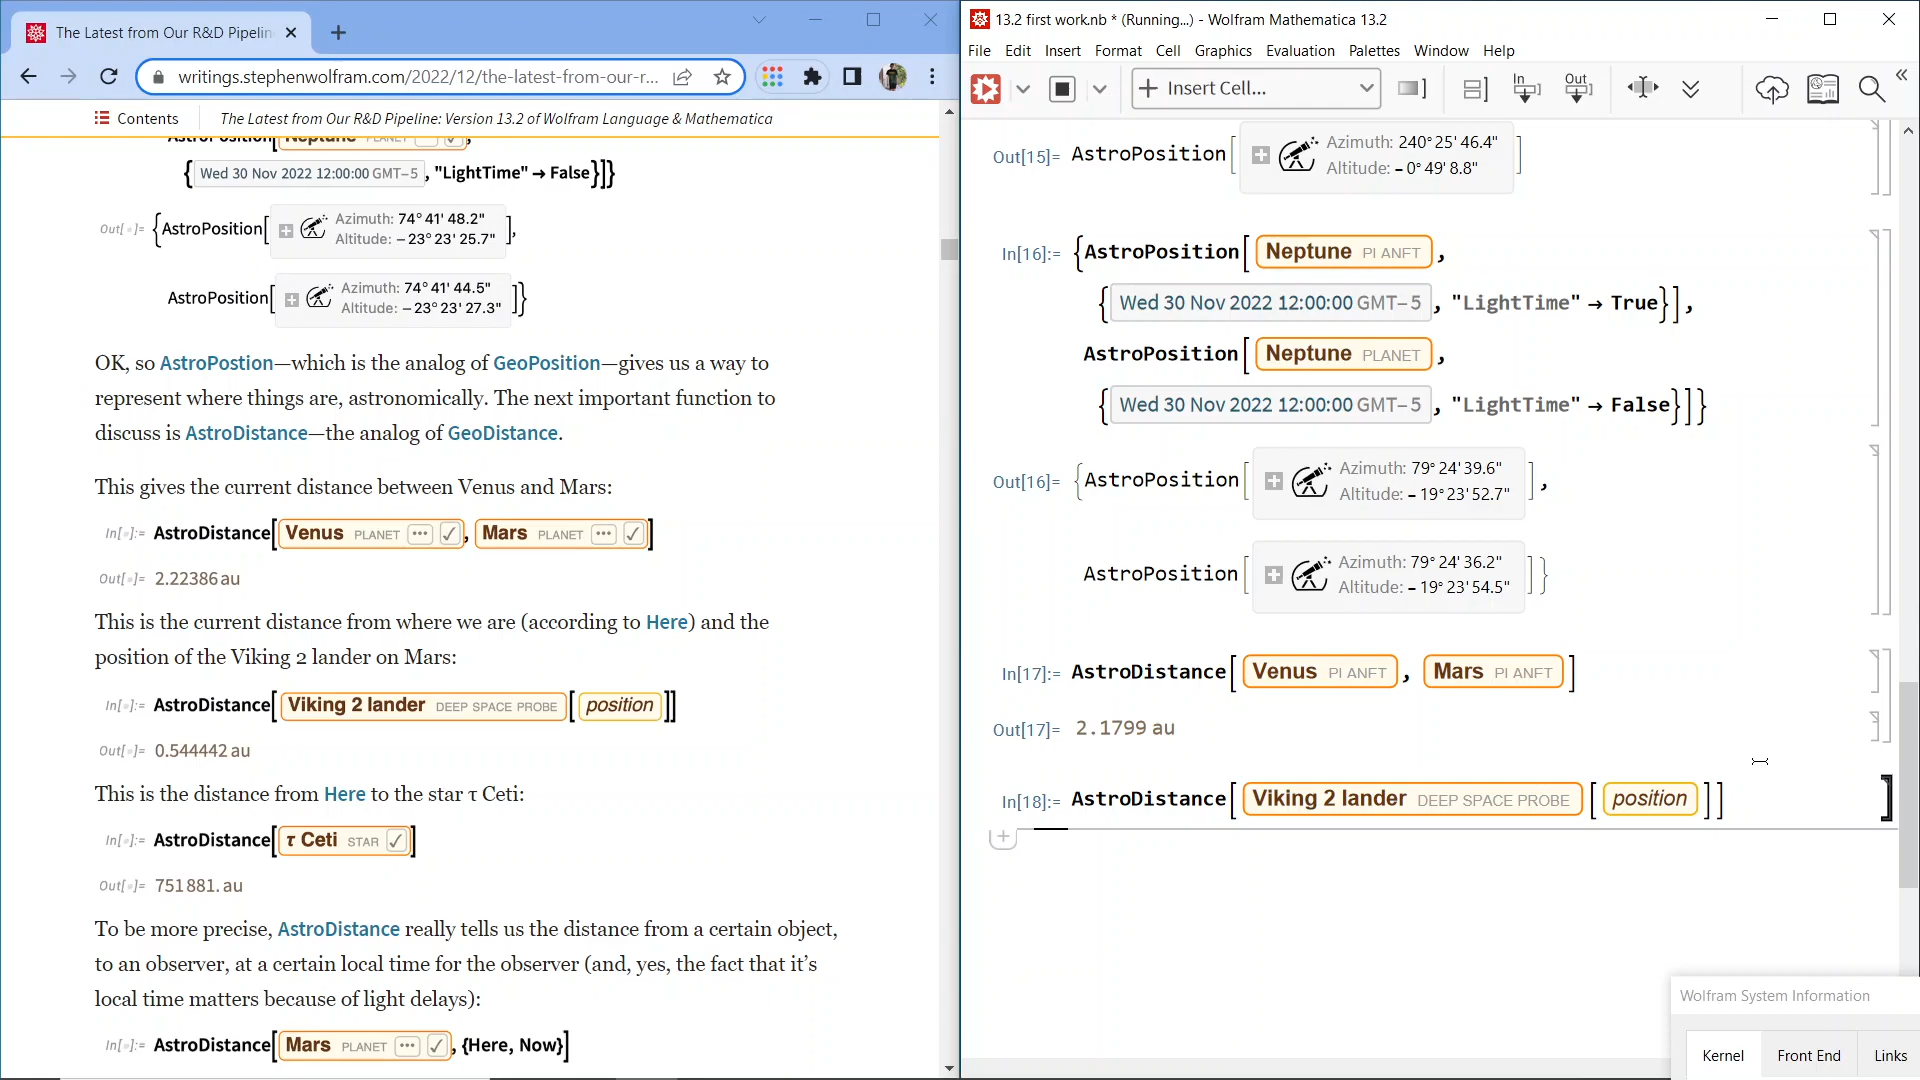 The Latest from Our R&D Pipelin
writings.stephenwolfram.com/2022/12/the-latest-from-our-r...
Contents
The Latest from Our R&D Pipeline: Version 13.2 of Wolfram Language & Mathematica
AstroPosition[Neptune PLANET,
{Wed 30 Nov 2022 12:00:00 GMT-5, "LightTime" → False}]}
Out[•]= {AstroPosition[ Azimuth: 74° 41' 48.2"
Altitude: -23° 23' 25.7" ],
AstroPosition[ Azimuth: 74° 41' 44.5"
Altitude: -23° 23' 27.3" ]}
OK, so AstroPostion—which is the analog of GeoPosition—gives us a way to
represent where things are, astronomically. The next important function to
discuss is AstroDistance—the analog of GeoDistance.
This gives the current distance between Venus and Mars:
In[•]:= AstroDistance[Venus PLANET ... ✓, Mars PLANET ... ✓]
Out[•]= 2.22386 au
This is the current distance from where we are (according to Here) and the
position of the Viking 2 lander on Mars:
In[•]:= AstroDistance[Viking 2 lander DEEP SPACE PROBE [position]]
Out[•]= 0.544442 au
This is the distance from Here to the star τ Ceti:
In[•]:= AstroDistance[τ Ceti STAR ✓]
Out[•]= 751881. au
To be more precise, AstroDistance really tells us the distance from a certain object,
to an observer, at a certain local time for the observer (and, yes, the fact that it's
local time matters because of light delays):
In[•]:= AstroDistance[Mars PLANET ... ✓, {Here, Now}]
13.2 first work.nb * (Running...) - Wolfram Mathematica 13.2
File Edit Insert Format Cell Graphics Evaluation Palettes Window Help
Insert Cell...
In
Out
Out[15]= AstroPosition[ Azimuth: 240° 25' 46.4"
Altitude: -0° 49' 8.8" ]
In[16]:= {AstroPosition[Neptune PLANET,
{Wed 30 Nov 2022 12:00:00 GMT-5, "LightTime" → True}],
AstroPosition[Neptune PLANET,
{Wed 30 Nov 2022 12:00:00 GMT-5, "LightTime" → False}]}
Out[16]= {AstroPosition[ Azimuth: 79° 24' 39.6"
Altitude: -19° 23' 52.7" ],
AstroPosition[ Azimuth: 79° 24' 36.2"
Altitude: -19° 23' 54.5" ]}
In[17]:= AstroDistance[Venus PLANET, Mars PLANET]
Out[17]= 2.1799 au
In[18]:= AstroDistance[Viking 2 lander DEEP SPACE PROBE [position]]
Wolfram System Information
Kernel Front End Links